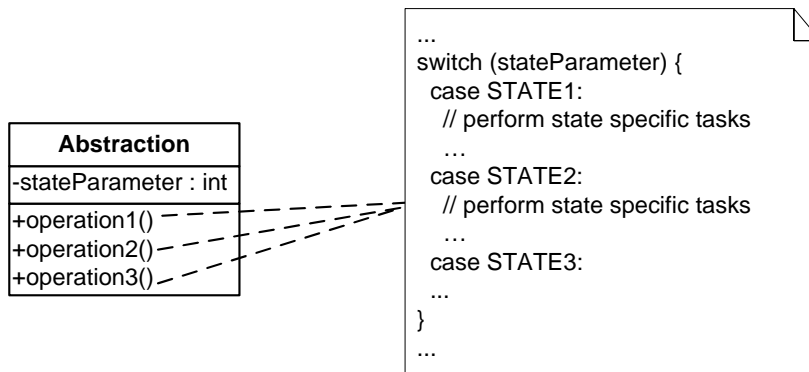 Abstraction
-stateParameter : int
+operation1()
+operation2()
+operation3()
...
switch (stateParameter) {
case STATE1:
// perform state specific tasks
…
case STATE2:
// perform state specific tasks
…
case STATE3:
...
}
...